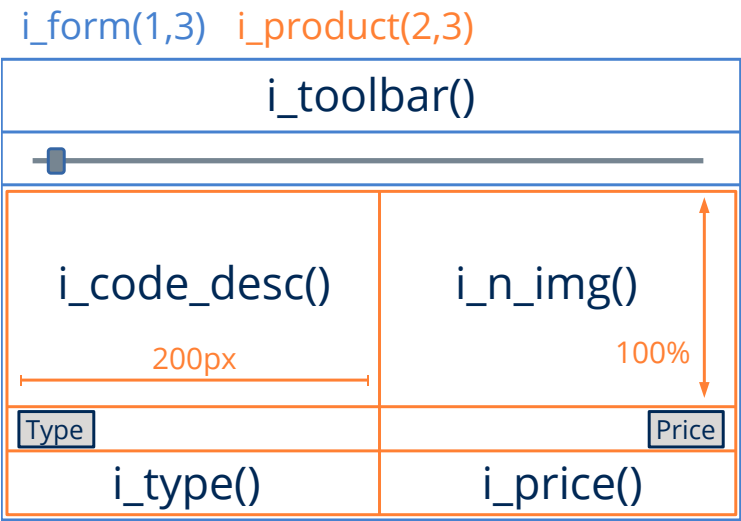 i_form(1,3) i_product(2,3)
i_toolbar()
i_code_desc() i_n_img()
200px 100%
Type Price
i_type() i_price()